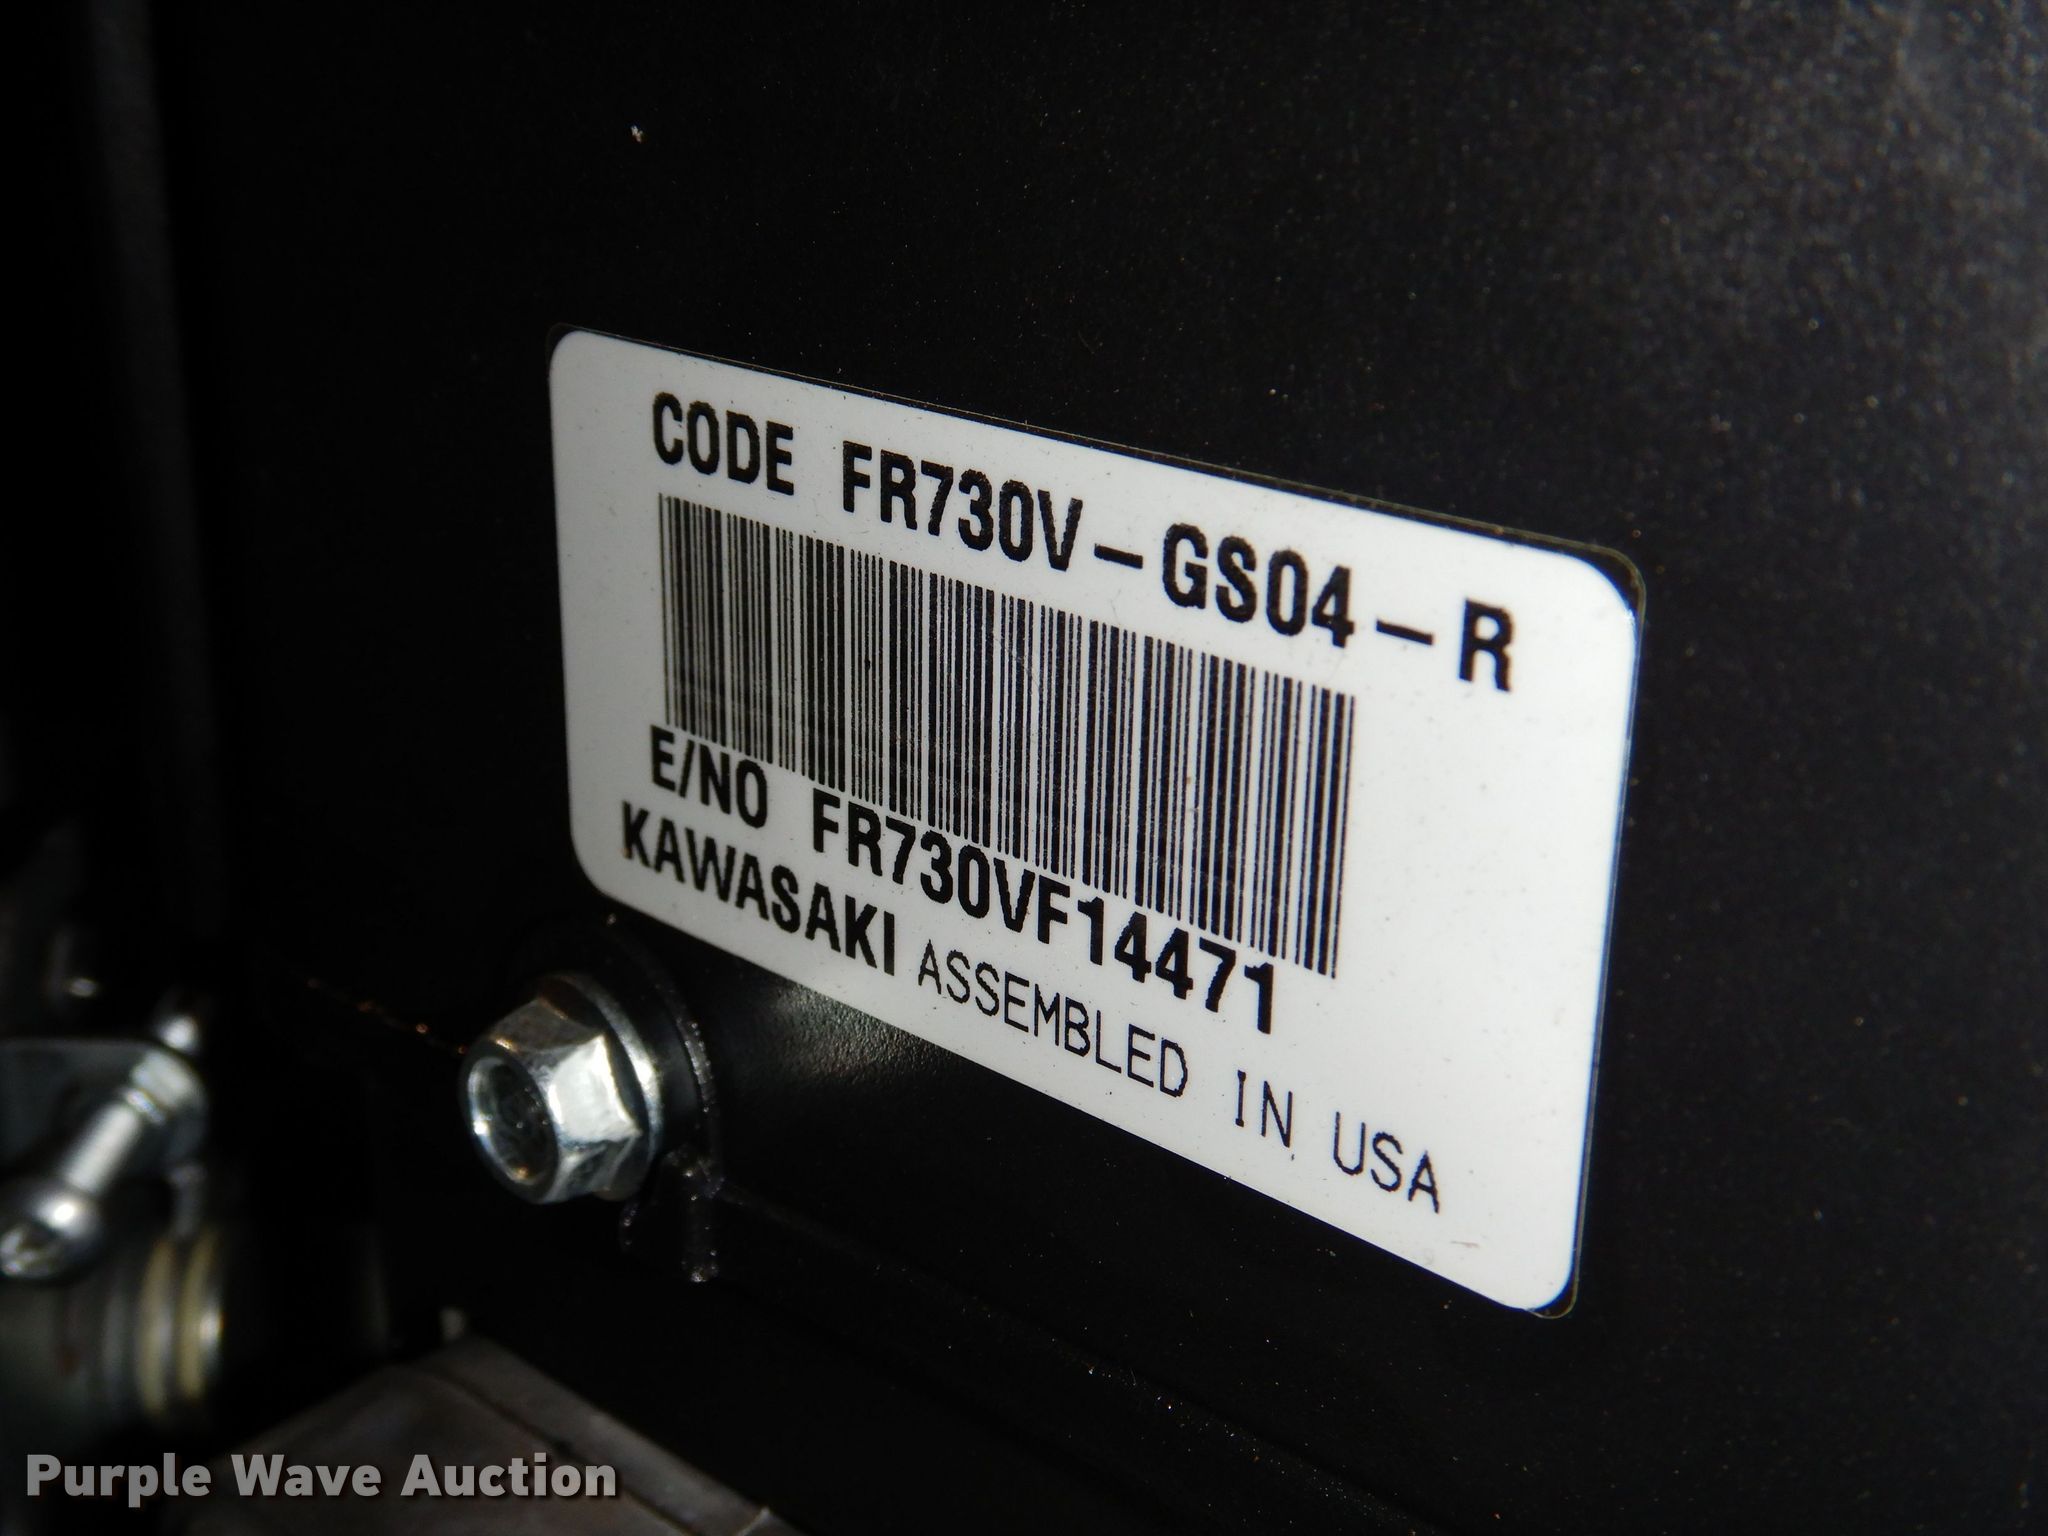 CODE FR730V-GS04-R
E/NO FR730VF14471
KAWASAKI ASSEMBLED IN USA
Purple Wave Auction